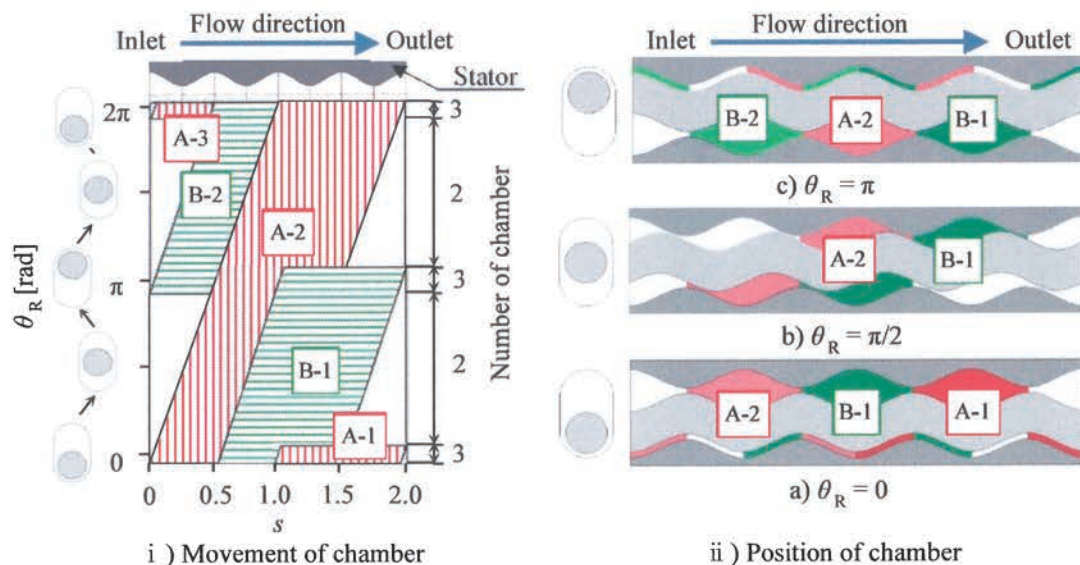 Flow direction
Inlet
Outlet
Stator
2π
π
0
θR [rad]
A-3
B-2
A-2
B-1
A-1
3
2
3
2
3
Number of chamber
0
0.5
1.0
1.5
2.0
s
ⅰ) Movement of chamber
Flow direction
Inlet
Outlet
B-2
A-2
B-1
c) θR = π
A-2
B-1
b) θR = π/2
A-2
B-1
A-1
a) θR = 0
ⅱ) Position of chamber